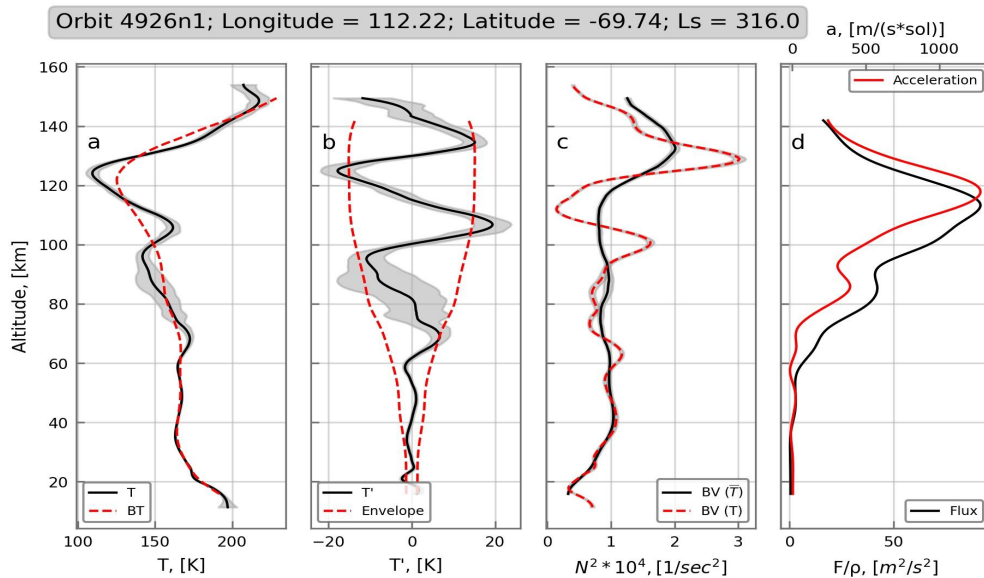 Orbit 4926n1; Longitude = 112.22; Latitude = -69.74; Ls = 316.0
a, [m/(s*sol)]
0 500 1000
160
140
120
100
80
60
40
20
Altitude, [km]
a
T
BT
100 150 200
T, [K]
b
T'
Envelope
−20 0 20
T', [K]
c
BV (T̅)
BV (T)
0 1 2 3
N² * 10⁴, [1/sec²]
d
Acceleration
Flux
0 50
F/ρ, [m²/s²]